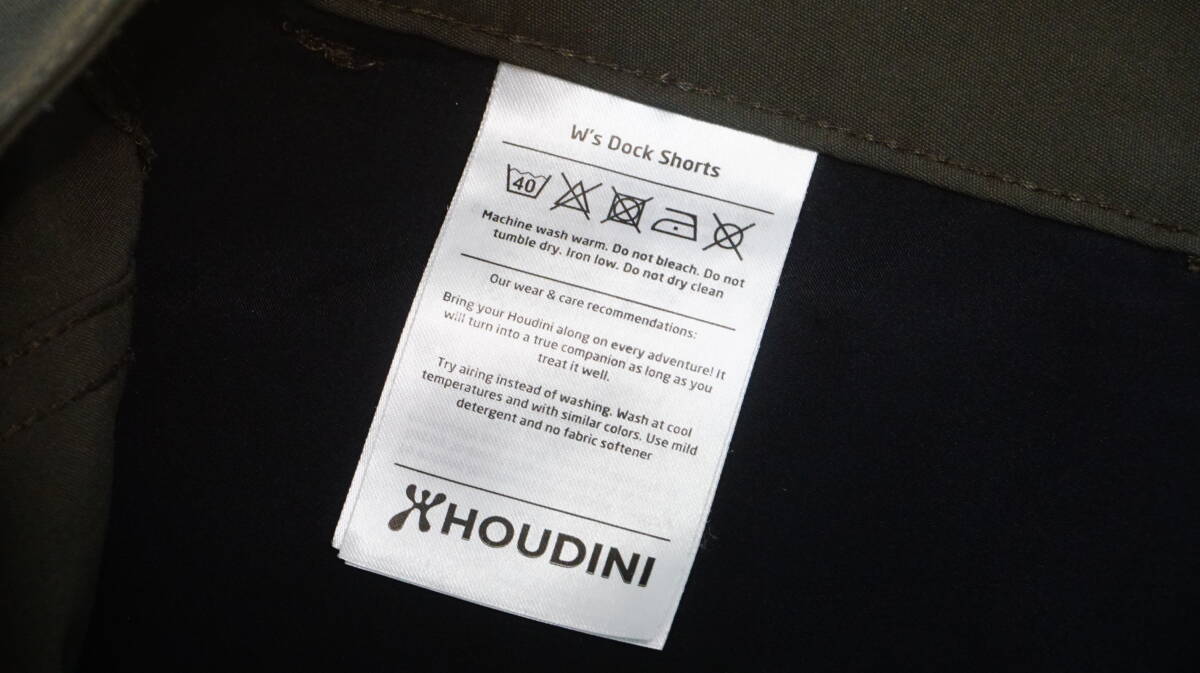 W's Dock Shorts
40
Machine wash warm. Do not bleach. Do not
tumble dry. Iron low. Do not dry clean
Our wear & care recommendations:
Bring your Houdini along on every adventure! It
will turn into a true companion as long as you
treat it well.
Try airing instead of washing. Wash at cool
temperatures and with similar colors. Use mild
detergent and no fabric softener
HOUDINI